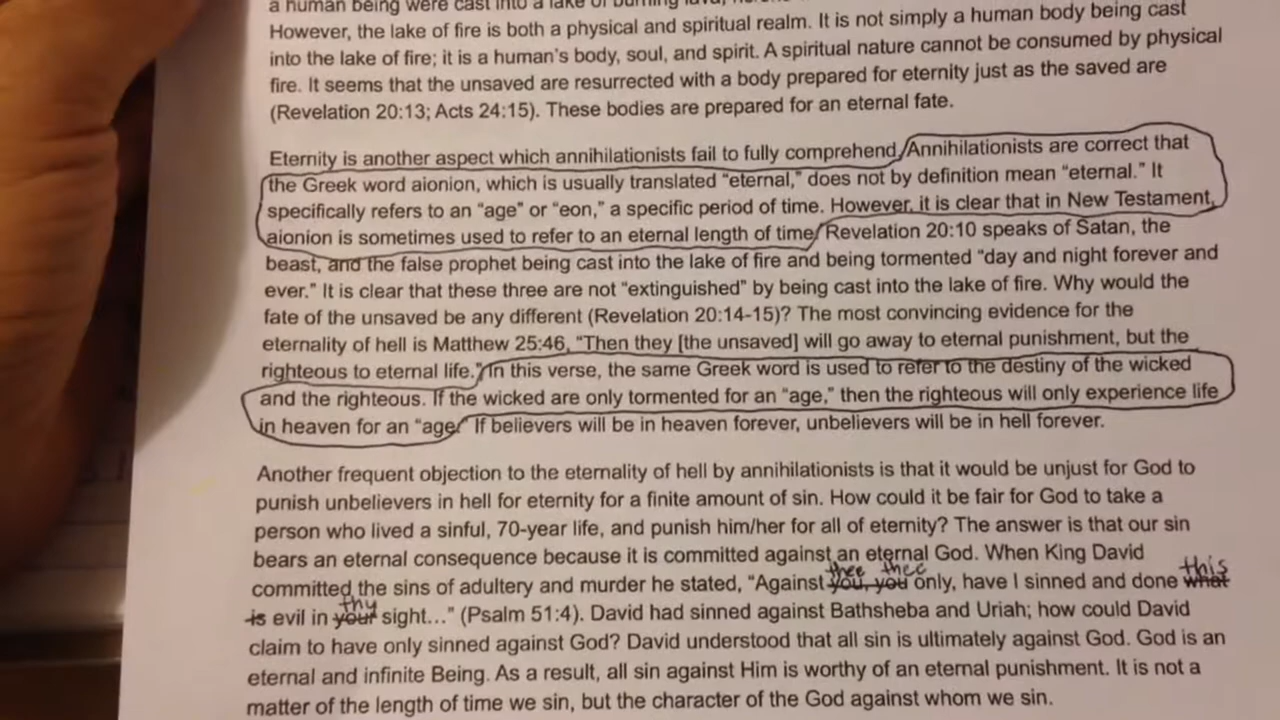 a human being were cast into a lake of burning lava,
However, the lake of fire is both a physical and spiritual realm. It is not simply a human body being cast
into the lake of fire; it is a human's body, soul, and spirit. A spiritual nature cannot be consumed by physical
fire. It seems that the unsaved are resurrected with a body prepared for eternity just as the saved are
(Revelation 20:13; Acts 24:15). These bodies are prepared for an eternal fate.
Eternity is another aspect which annihilationists fail to fully comprehend. Annihilationists are correct that
the Greek word aionion, which is usually translated "eternal," does not by definition mean "eternal." It
specifically refers to an "age" or "eon," a specific period of time. However, it is clear that in New Testament,
aionion is sometimes used to refer to an eternal length of time. Revelation 20:10 speaks of Satan, the
beast, and the false prophet being cast into the lake of fire and being tormented "day and night forever and
ever." It is clear that these three are not "extinguished" by being cast into the lake of fire. Why would the
fate of the unsaved be any different (Revelation 20:14-15)? The most convincing evidence for the
eternality of hell is Matthew 25:46, "Then they [the unsaved] will go away to eternal punishment, but the
righteous to eternal life." In this verse, the same Greek word is used to refer to the destiny of the wicked
and the righteous. If the wicked are only tormented for an "age," then the righteous will only experience life
in heaven for an "age." If believers will be in heaven forever, unbelievers will be in hell forever.
Another frequent objection to the eternality of hell by annihilationists is that it would be unjust for God to
punish unbelievers in hell for eternity for a finite amount of sin. How could it be fair for God to take a
person who lived a sinful, 70-year life, and punish him/her for all of eternity? The answer is that our sin
bears an eternal consequence because it is committed against an eternal God. When King David
thee thee this
committed the sins of adultery and murder he stated, "Against you, you only, have I sinned and done what
thy
is evil in your sight..." (Psalm 51:4). David had sinned against Bathsheba and Uriah; how could David
claim to have only sinned against God? David understood that all sin is ultimately against God. God is an
eternal and infinite Being. As a result, all sin against Him is worthy of an eternal punishment. It is not a
matter of the length of time we sin, but the character of the God against whom we sin.